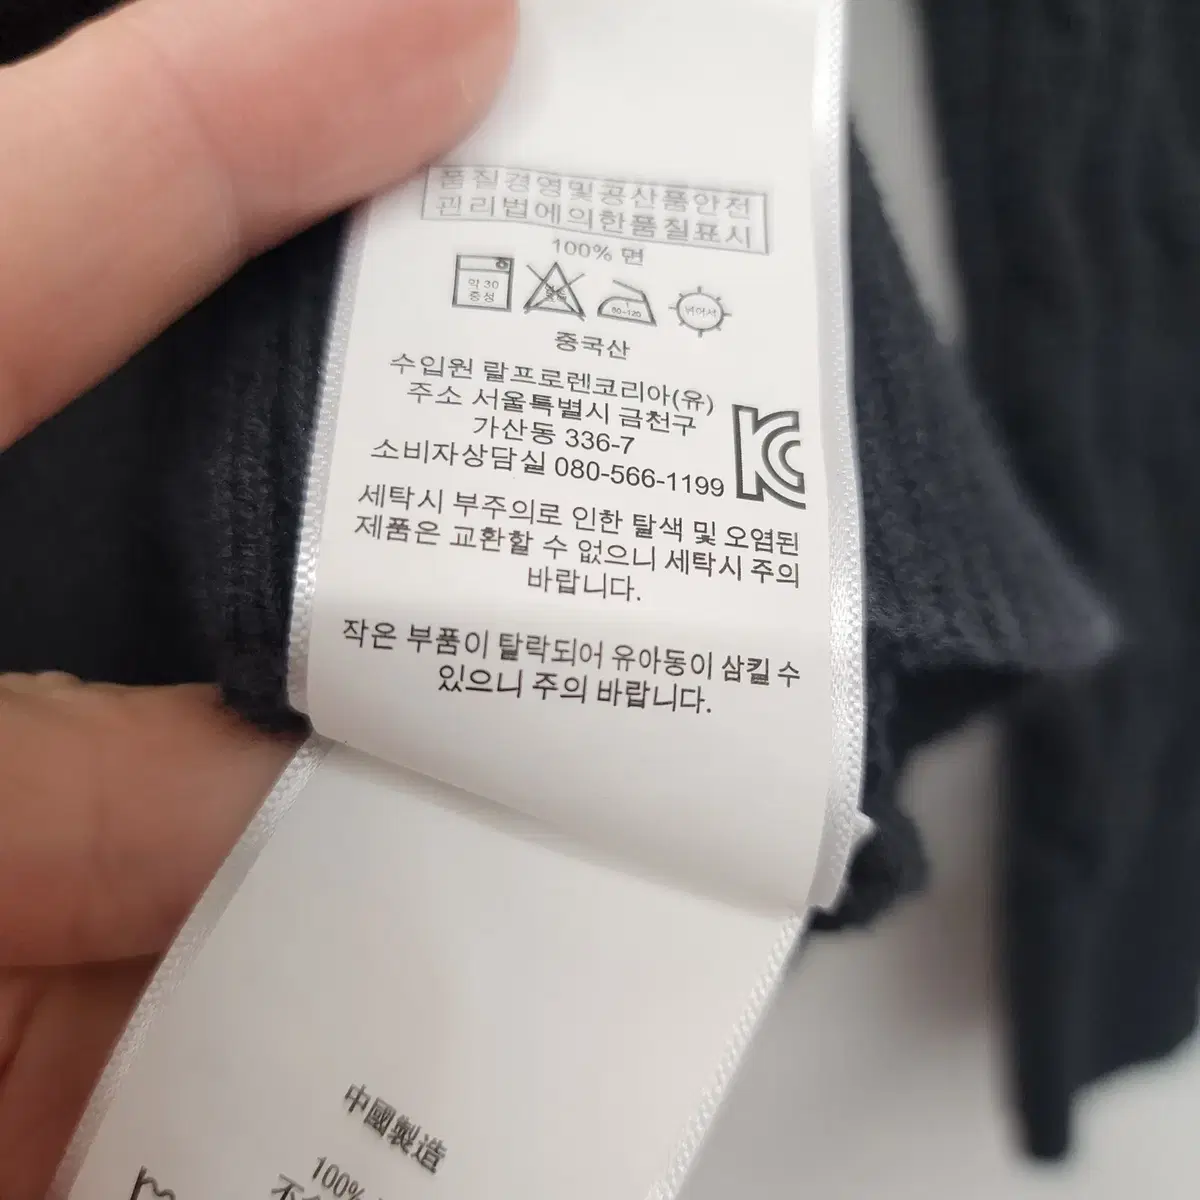 품질경영및공산품안전
관리법에의한품질표시
100% 면
약 30
중성
80~120
뉘어서
중국산
수입원 랄프로렌코리아(유)
주소 서울특별시 금천구
가산동 336-7
소비자상담실 080-566-1199
세탁시 부주의로 인한 탈색 및 오염된
제품은 교환할 수 없으니 세탁시 주의
바랍니다.
작은 부품이 탈락되어 유아동이 삼킬 수
있으니 주의 바랍니다.
中國製造
100%